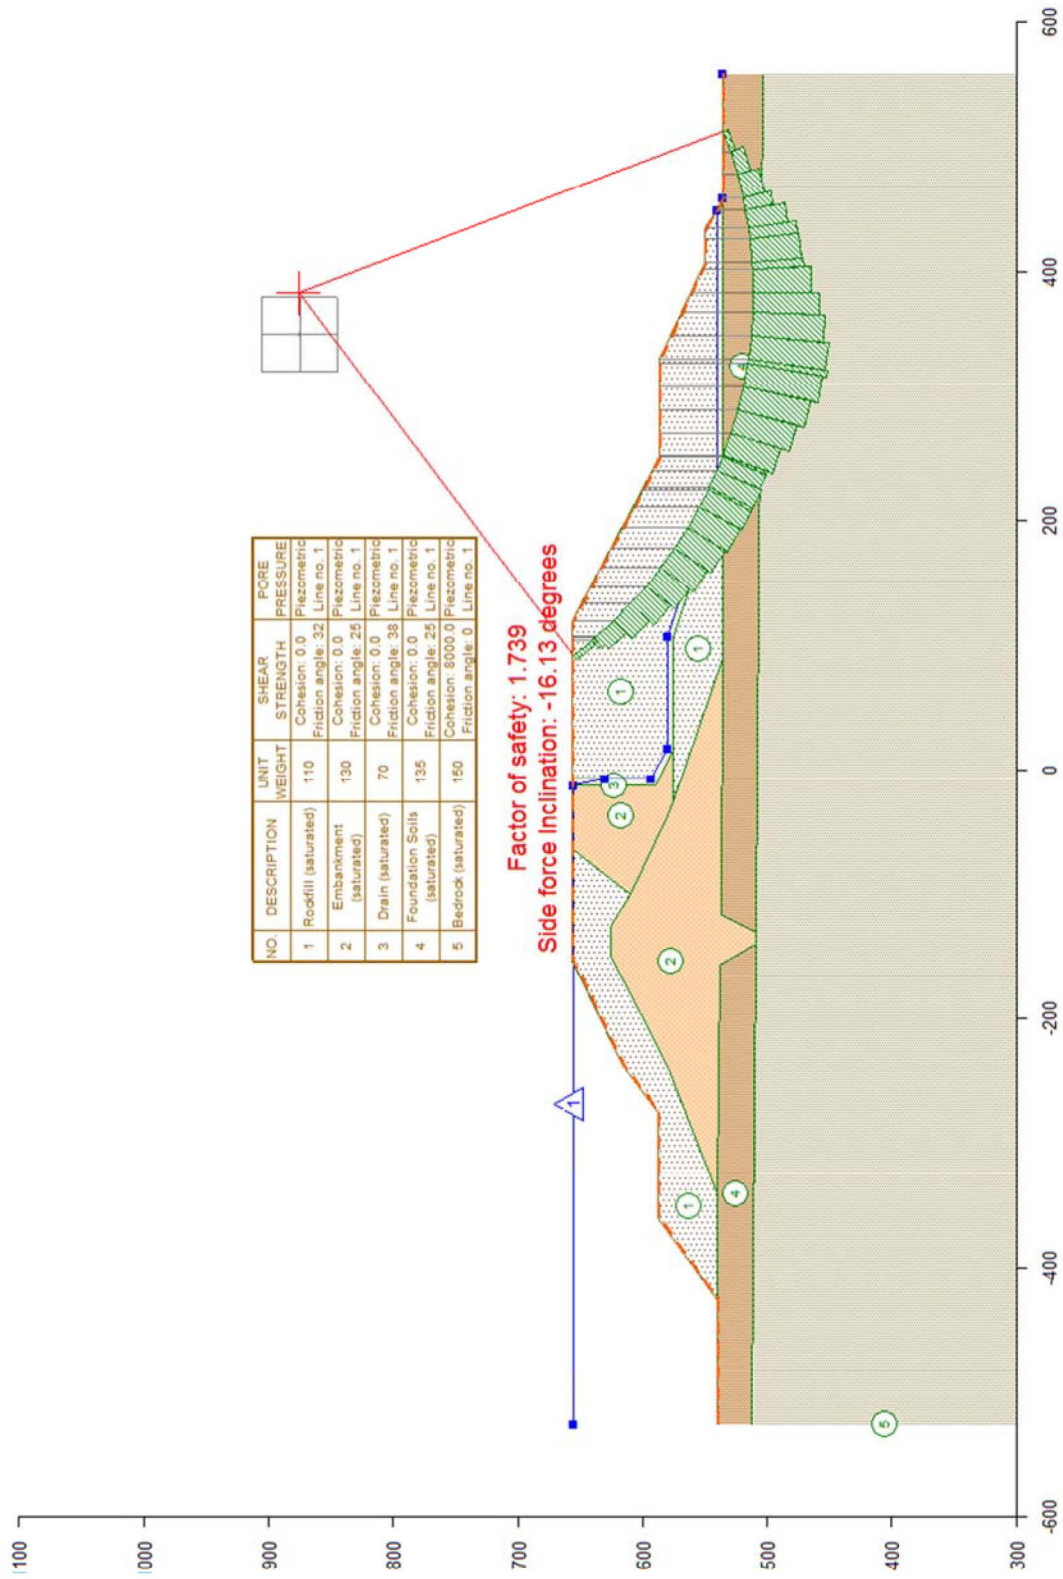 NO. DESCRIPTION UNIT WEIGHT SHEAR STRENGTH PORE PRESSURE
1 Rockfill (saturated) 110 Cohesion: 0.0 Piezometric
Friction angle: 32 Line no. 1
2 Embankment (saturated) 130 Cohesion: 0.0 Piezometric
Friction angle: 25 Line no. 1
3 Drain (saturated) 70 Cohesion: 0.0 Piezometric
Friction angle: 38 Line no. 1
4 Foundation Soils (saturated) 135 Cohesion: 0.0 Piezometric
Friction angle: 25 Line no. 1
5 Bedrock (saturated) 150 Cohesion: 8000.0 Piezometric
Friction angle: 0 Line no. 1
Factor of safety: 1.739
Side force Inclination: -16.13 degrees
1
1
2
3
1
1
2
4
4
5
1100
1000
900
800
700
600
500
400
300
-600
-400
-200
0
200
400
600